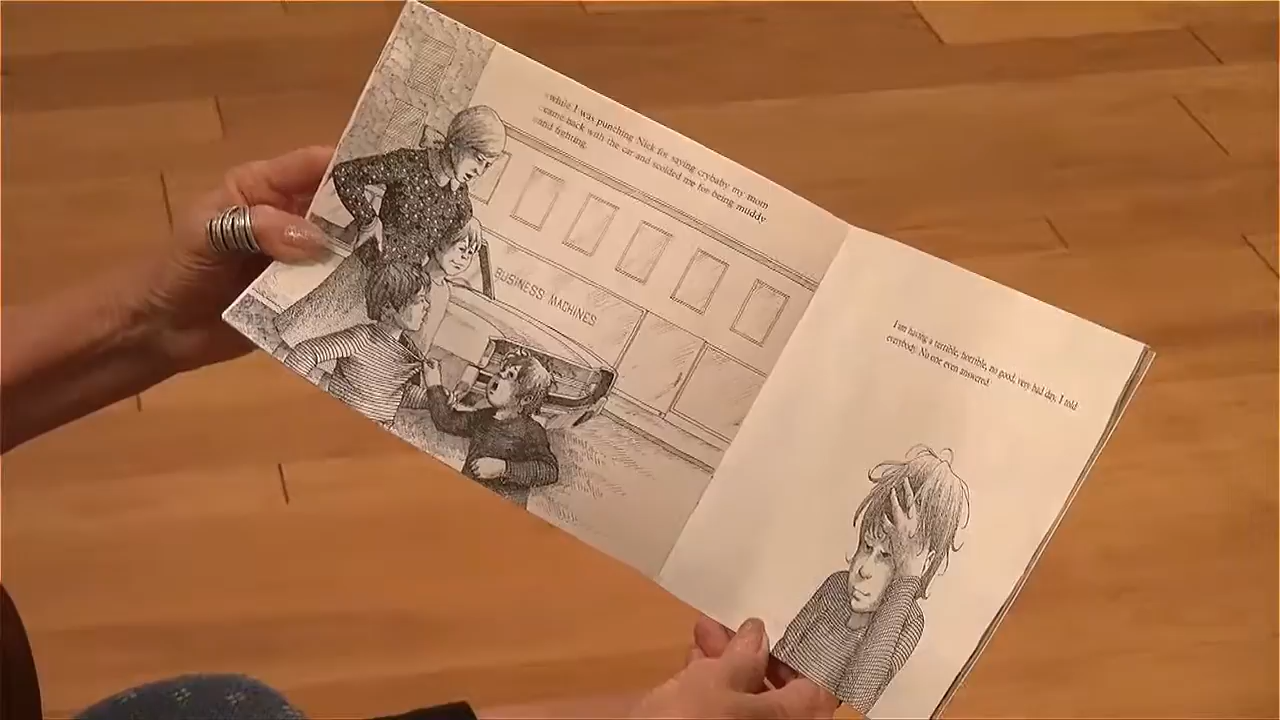 while I was punching Nick for saying crybaby my mom
came back with the car and scolded me for being muddy
and fighting.
BUSINESS MACHINES
I am having a terrible, horrible, no good, very bad day, I told
everybody. No one even answered.